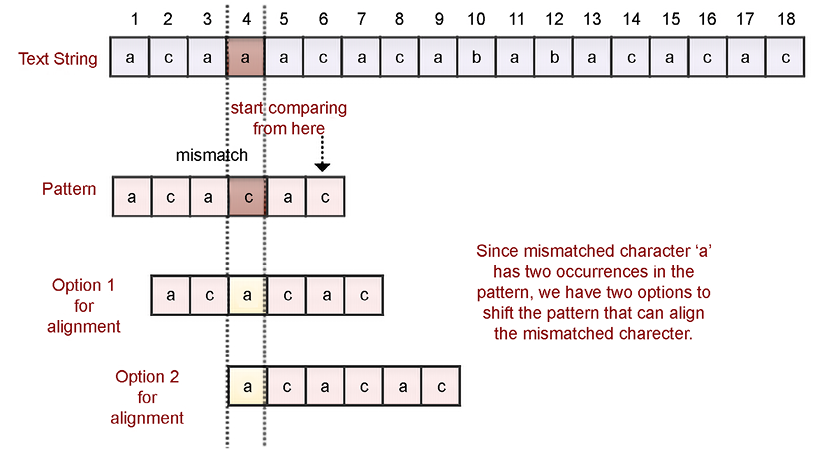 1 2 3 4 5 6 7 8 9 10 11 12 13 14 15 16 17 18
Text String a c a a a c a c a b a b a c a c a c
start comparing
from here
mismatch
Pattern a c a c a c
Since mismatched character ‘a’
has two occurrences in the
pattern, we have two options to
shift the pattern that can align
the mismatched charecter.
Option 1
for
alignment
a c a c a c
Option 2
for
alignment
a c a c a c